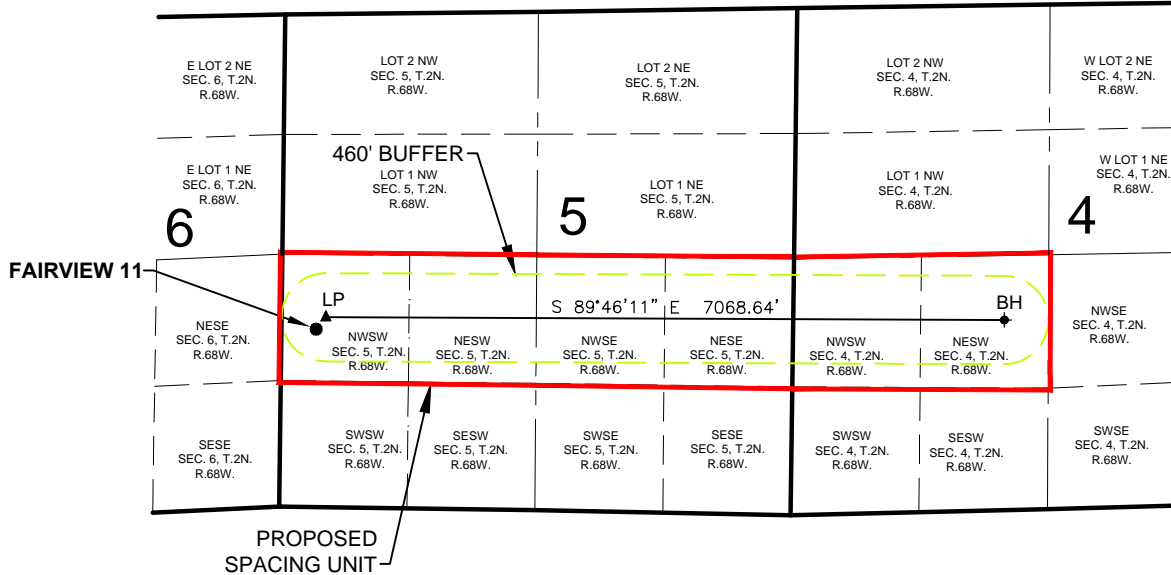 E LOT 2 NE
SEC. 6, T.2N.
R.68W.
LOT 2 NW
SEC. 5, T.2N.
R.68W.
LOT 2 NE
SEC. 5, T.2N.
R.68W.
LOT 2 NW
SEC. 4, T.2N.
R.68W.
W LOT 2 NE
SEC. 4, T.2N.
R.68W.
460' BUFFER
E LOT 1 NE
SEC. 6, T.2N.
R.68W.
LOT 1 NW
SEC. 5, T.2N.
R.68W.
LOT 1 NE
SEC. 5, T.2N.
R.68W.
LOT 1 NW
SEC. 4, T.2N.
R.68W.
W LOT 1 NE
SEC. 4, T.2N.
R.68W.
6
5
4
FAIRVIEW 11
LP
S 89°46'11" E 7068.64'
BH
NESE
SEC. 6, T.2N.
R.68W.
NWSW
SEC. 5, T.2N.
R.68W.
NESW
SEC. 5, T.2N.
R.68W.
NWSE
SEC. 5, T.2N.
R.68W.
NESE
SEC. 5, T.2N.
R.68W.
NWSW
SEC. 4, T.2N.
R.68W.
NESW
SEC. 4, T.2N.
R.68W.
NWSE
SEC. 4, T.2N.
R.68W.
SESE
SEC. 6, T.2N.
R.68W.
SWSW
SEC. 5, T.2N.
R.68W.
SESW
SEC. 5, T.2N.
R.68W.
SWSE
SEC. 5, T.2N.
R.68W.
SESE
SEC. 5, T.2N.
R.68W.
SWSW
SEC. 4, T.2N.
R.68W.
SESW
SEC. 4, T.2N.
R.68W.
SWSE
SEC. 4, T.2N.
R.68W.
PROPOSED
SPACING UNIT